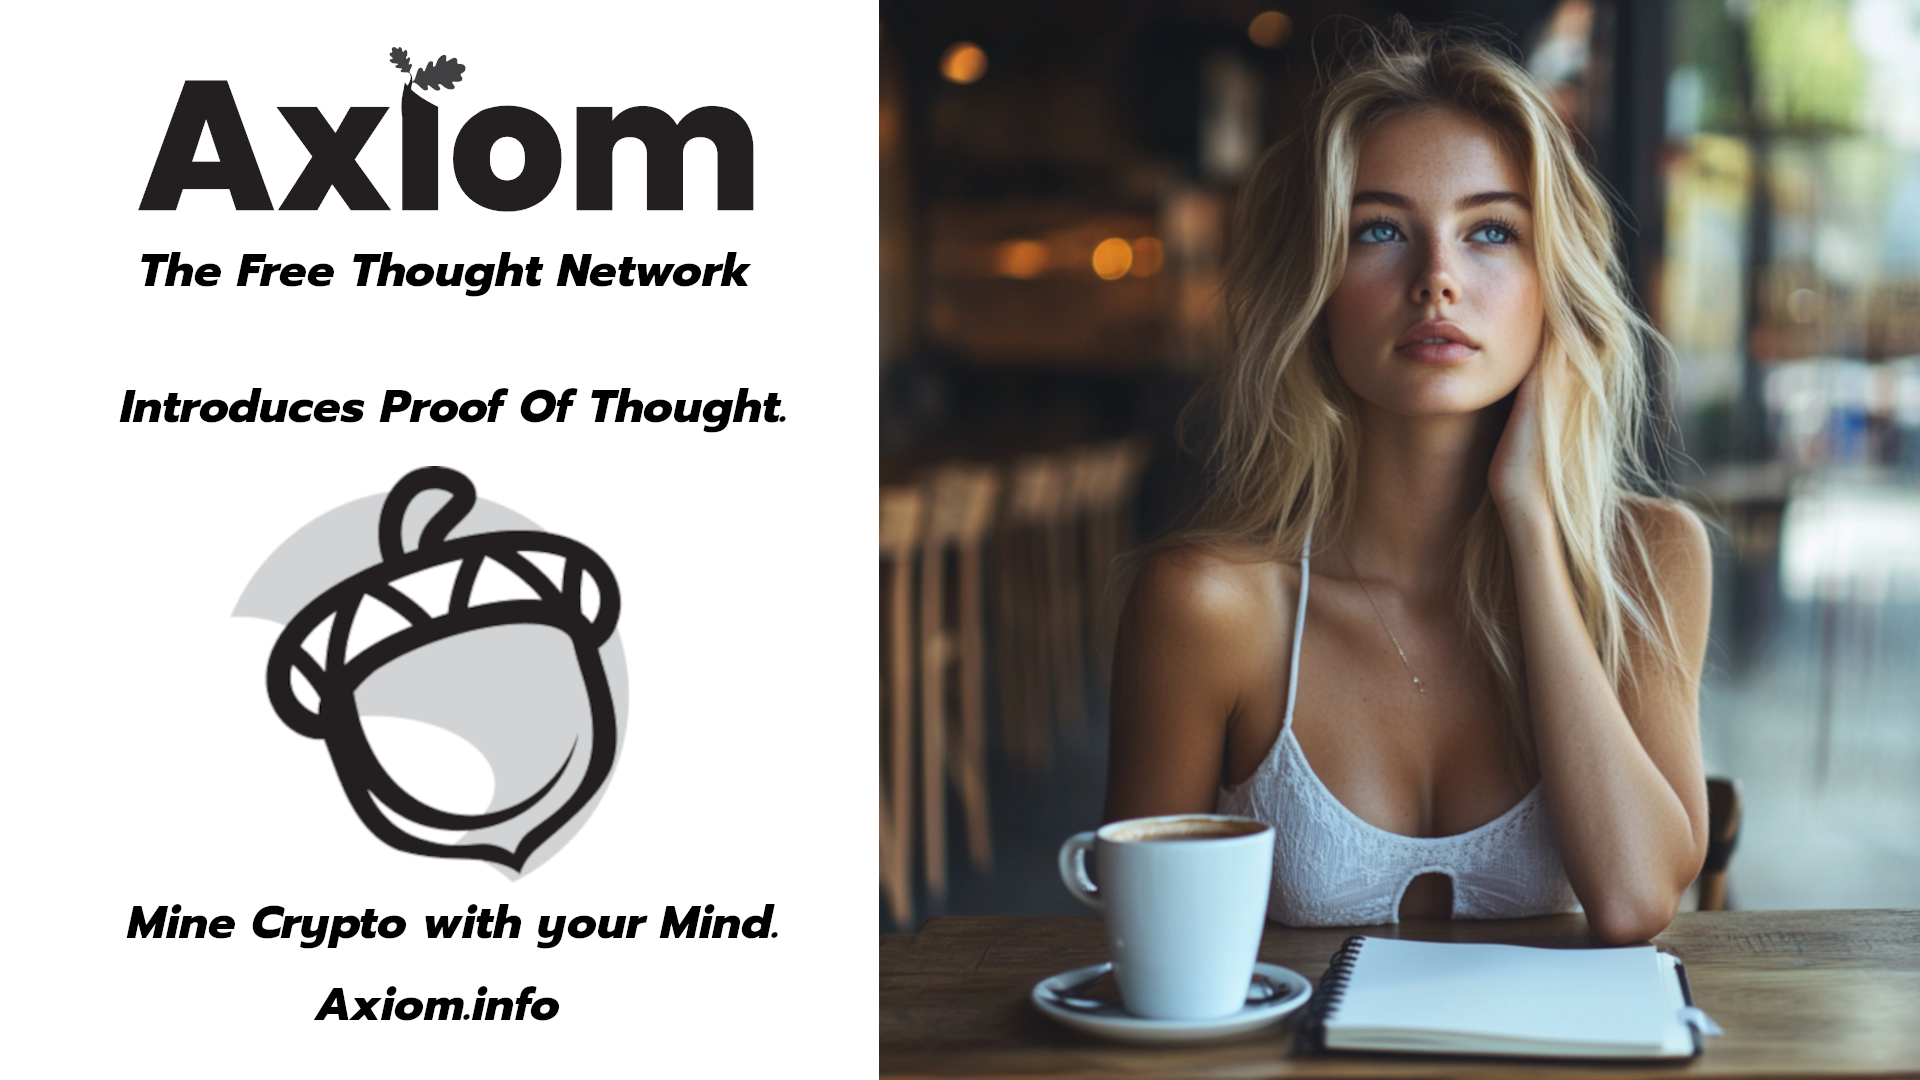 Axiom
The Free Thought Network
Introduces Proof Of Thought.
Mine Crypto with your Mind.
Axiom.info